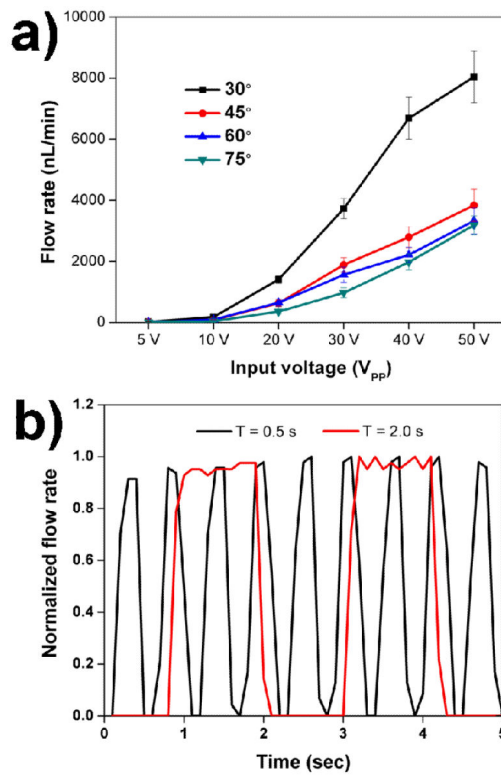 a)
10000
8000
6000
4000
2000
0
Flow rate (nL/min)
30°
45°
60°
75°
5 V 10 V 20 V 30 V 40 V 50 V
Input voltage (VPP)
b)
1.2
1.0
0.8
0.6
0.4
0.2
0.0
Normalized flow rate
T = 0.5 s T = 2.0 s
0 1 2 3 4 5
Time (sec)